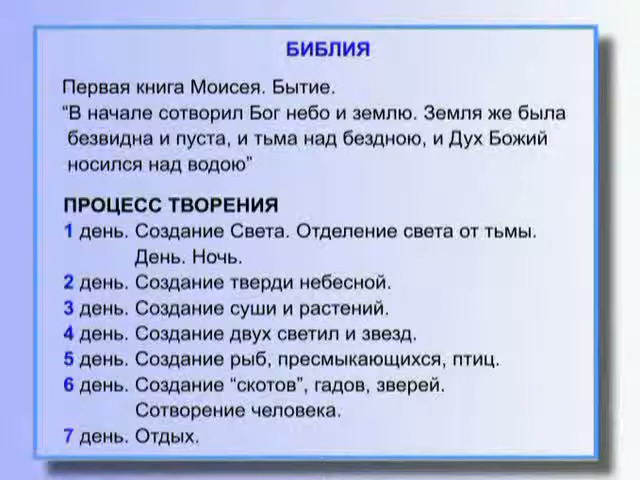 БИБЛИЯ
Первая книга Моисея. Бытие.
“В начале сотворил Бог небо и землю. Земля же была
безвидна и пуста, и тьма над бездною, и Дух Божий
носился над водою”
ПРОЦЕСС ТВОРЕНИЯ
1 день. Создание Света. Отделение света от тьмы.
День. Ночь.
2 день. Создание тверди небесной.
3 день. Создание суши и растений.
4 день. Создание двух светил и звезд.
5 день. Создание рыб, пресмыкающихся, птиц.
6 день. Создание “скотов”, гадов, зверей.
Сотворение человека.
7 день. Отдых.